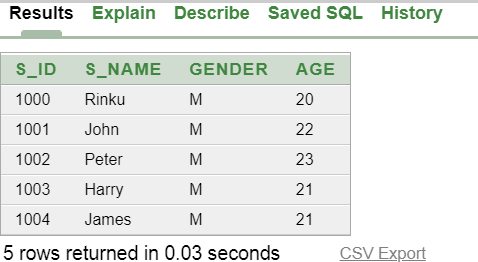 Results Explain Describe Saved SQL History
S_ID S_NAME GENDER AGE
1000 Rinku M 20
1001 John M 22
1002 Peter M 23
1003 Harry M 21
1004 James M 21
5 rows returned in 0.03 seconds CSV Export